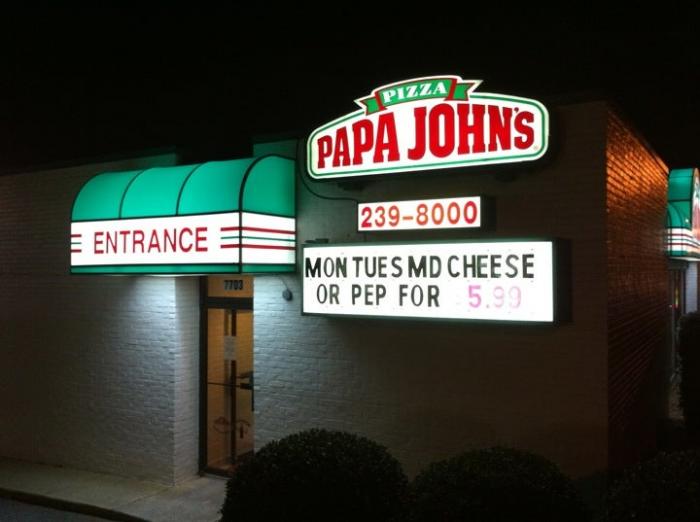 PIZZA
PAPA JOHN'S
239-8000
ENTRANCE
MON TUES MD CHEESE
OR PEP FOR 5.99
7703